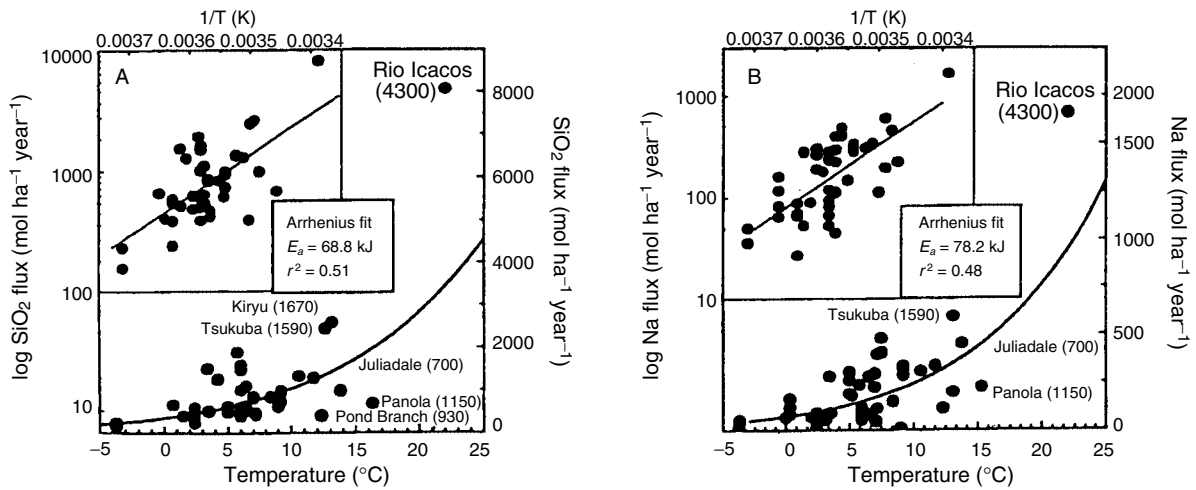 1/T (K)
0.0037 0.0036 0.0035 0.0034
A
10000
1000
100
10
log SiO₂ flux (mol ha⁻¹ year⁻¹)
Rio Icacos
(4300)
Arrhenius fit
Eₐ = 68.8 kJ
r² = 0.51
Kiryu (1670)
Tsukuba (1590)
Juliadale (700)
Panola (1150)
Pond Branch (930)
8000
6000
4000
2000
0
SiO₂ flux (mol ha⁻¹ year⁻¹)
−5 0 5 10 15 20 25
Temperature (°C)
1/T (K)
0.0037 0.0036 0.0035 0.0034
B
1000
100
10
log Na flux (mol ha⁻¹ year⁻¹)
Rio Icacos
(4300)
Arrhenius fit
Eₐ = 78.2 kJ
r² = 0.48
Tsukuba (1590)
Juliadale (700)
Panola (1150)
2000
1500
1000
500
0
Na flux (mol ha⁻¹ year⁻¹)
−5 0 5 10 15 20 25
Temperature (°C)